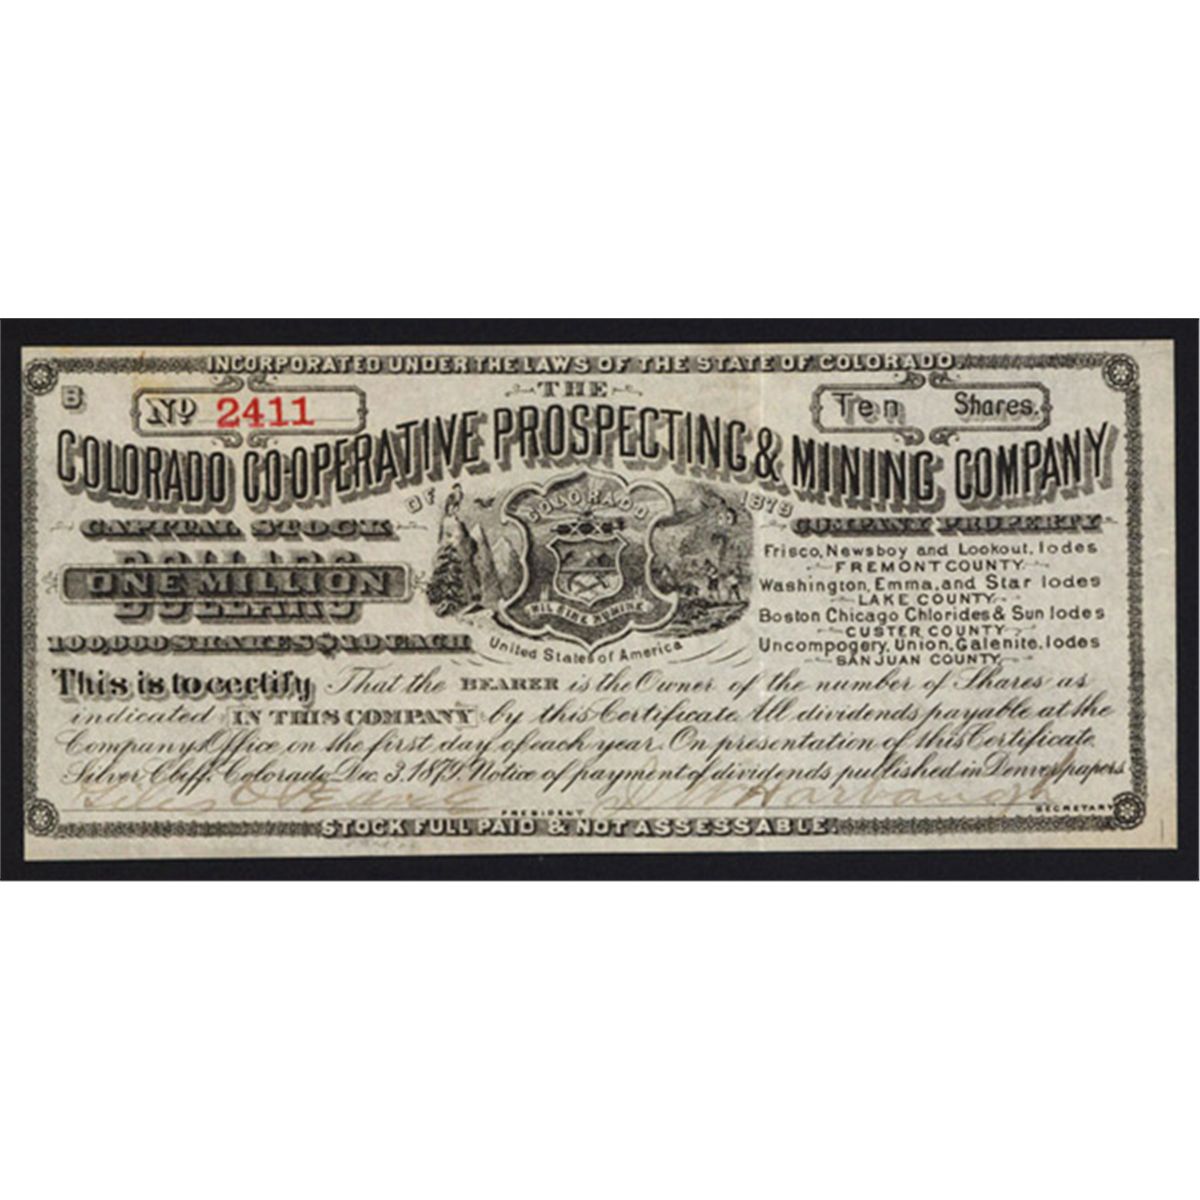 INCORPORATED UNDER THE LAWS OF THE STATE OF COLORADO.
B
No 2411
THE
Ten Shares.
COLORADO CO-OPERATIVE PROSPECTING & MINING COMPANY
OF 1879
CAPITAL STOCK
DOLLARS
ONE MILLION
DOLLARS
100,000 SHARES $10 EACH
COLORADO
NIL SINE NUMINE
United States of America
COMPANY PROPERTY
Frisco, Newsboy and Lookout, lodes
FREMONT COUNTY.
Washington, Emma, and Star lodes
LAKE COUNTY
Boston Chicago Chlorides & Sun lodes
CUSTER COUNTY
Uncompogery, Union, Galenite, lodes
SAN JUAN COUNTY
This is to certify That the BEARER is the Owner of the number of Shares as
indicated IN THIS COMPANY by this Certificate. All dividends payable at the
Companys Office on the first day of each year. On presentation of this Certificate
Silver Cliff, Colorado, Dec. 3. 1879. Notice of payment of dividends published in Denver papers
Harbaugh
PRESIDENT
SECRETARY
STOCK FULL PAID & NOT ASSESSABLE.